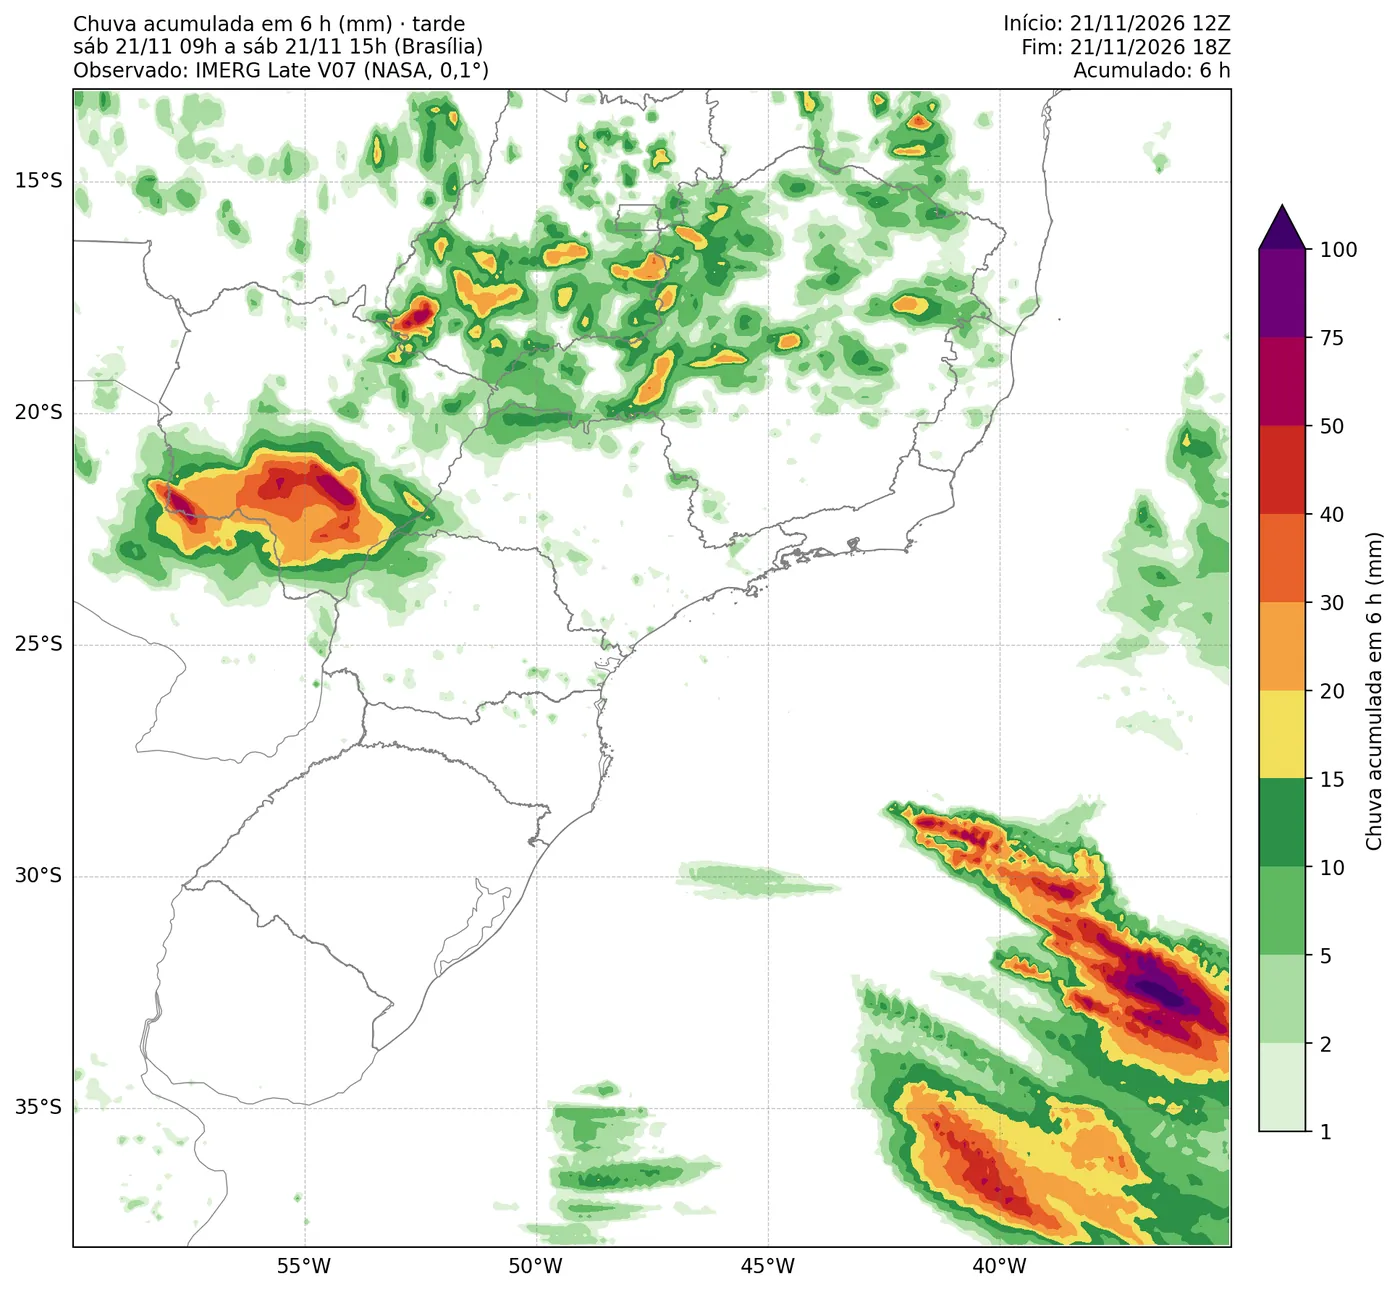 Chuva acumulada em 6 h (mm) · tarde
sáb 21/11 09h a sáb 21/11 15h (Brasília)
Observado: IMERG Late V07 (NASA, 0,1°)
Início: 21/11/2026 12Z
Fim: 21/11/2026 18Z
Acumulado: 6 h
15°S
20°S
25°S
30°S
35°S
55°W
50°W
45°W
40°W
100
75
50
40
30
20
15
10
5
2
1
Chuva acumulada em 6 h (mm)